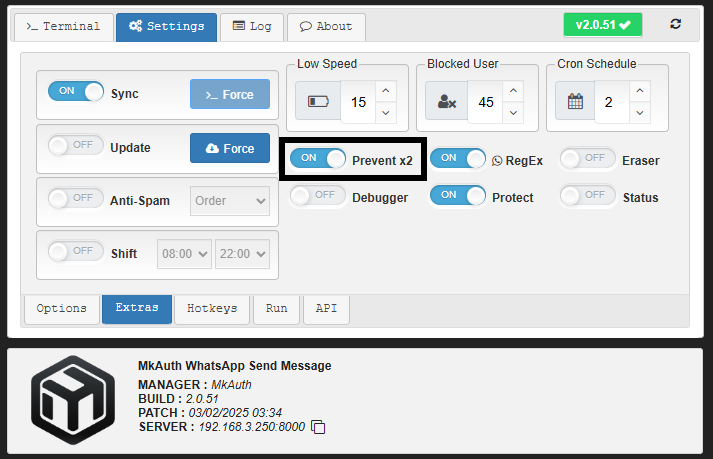 >_ Terminal
Settings
Log
About
v2.0.51
ON
Sync
>_ Force
OFF
Update
Force
OFF
Anti-Spam
Order
OFF
Shift
08:00
22:00
Low Speed
15
Blocked User
45
Cron Schedule
2
ON
Prevent x2
ON
RegEx
OFF
Eraser
OFF
Debugger
ON
Protect
OFF
Status
Options
Extras
Hotkeys
Run
API
MkAuth WhatsApp Send Message
MANAGER : MkAuth
BUILD : 2.0.51
PATCH : 03/02/2025 03:34
SERVER : 192.168.3.250:8000